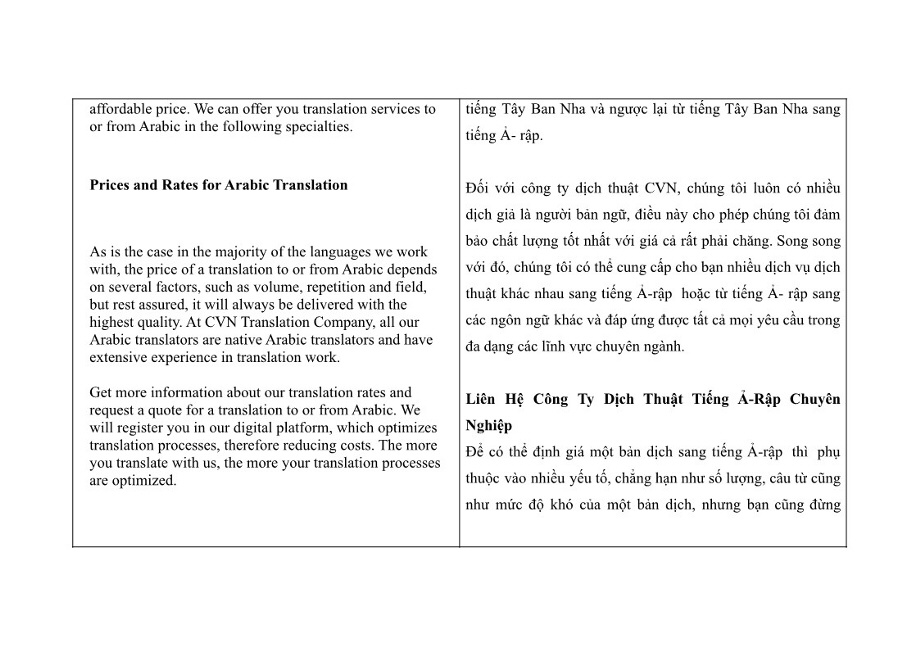 affordable price. We can offer you translation services to
or from Arabic in the following specialties.
Prices and Rates for Arabic Translation
As is the case in the majority of the languages we work
with, the price of a translation to or from Arabic depends
on several factors, such as volume, repetition and field,
but rest assured, it will always be delivered with the
highest quality. At CVN Translation Company, all our
Arabic translators are native Arabic translators and have
extensive experience in translation work.
Get more information about our translation rates and
request a quote for a translation to or from Arabic. We
will register you in our digital platform, which optimizes
translation processes, therefore reducing costs. The more
you translate with us, the more your translation processes
are optimized.
tiếng Tây Ban Nha và ngược lại từ tiếng Tây Ban Nha sang
tiếng Ả- rập.
Đối với công ty dịch thuật CVN, chúng tôi luôn có nhiều
dịch giả là người bản ngữ, điều này cho phép chúng tôi đảm
bảo chất lượng tốt nhất với giá cả rất phải chăng. Song song
với đó, chúng tôi có thể cung cấp cho bạn nhiều dịch vụ dịch
thuật khác nhau sang tiếng Ả-rập hoặc từ tiếng Ả- rập sang
các ngôn ngữ khác và đáp ứng được tất cả mọi yêu cầu trong
đa dạng các lĩnh vực chuyên ngành.
Liên Hệ Công Ty Dịch Thuật Tiếng Ả-Rập Chuyên
Nghiệp
Để có thể định giá một bản dịch sang tiếng Ả-rập thì phụ
thuộc vào nhiều yếu tố, chẳng hạn như số lượng, câu từ cũng
như mức độ khó của một bản dịch, nhưng bạn cũng đừng